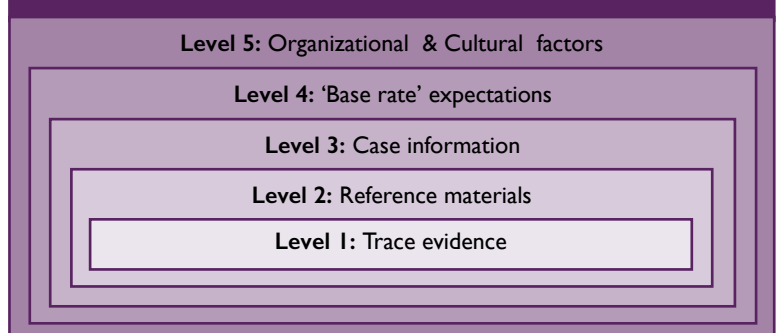 Level 5: Organizational & Cultural factors
Level 4: ‘Base rate’ expectations
Level 3: Case information
Level 2: Reference materials
Level 1: Trace evidence